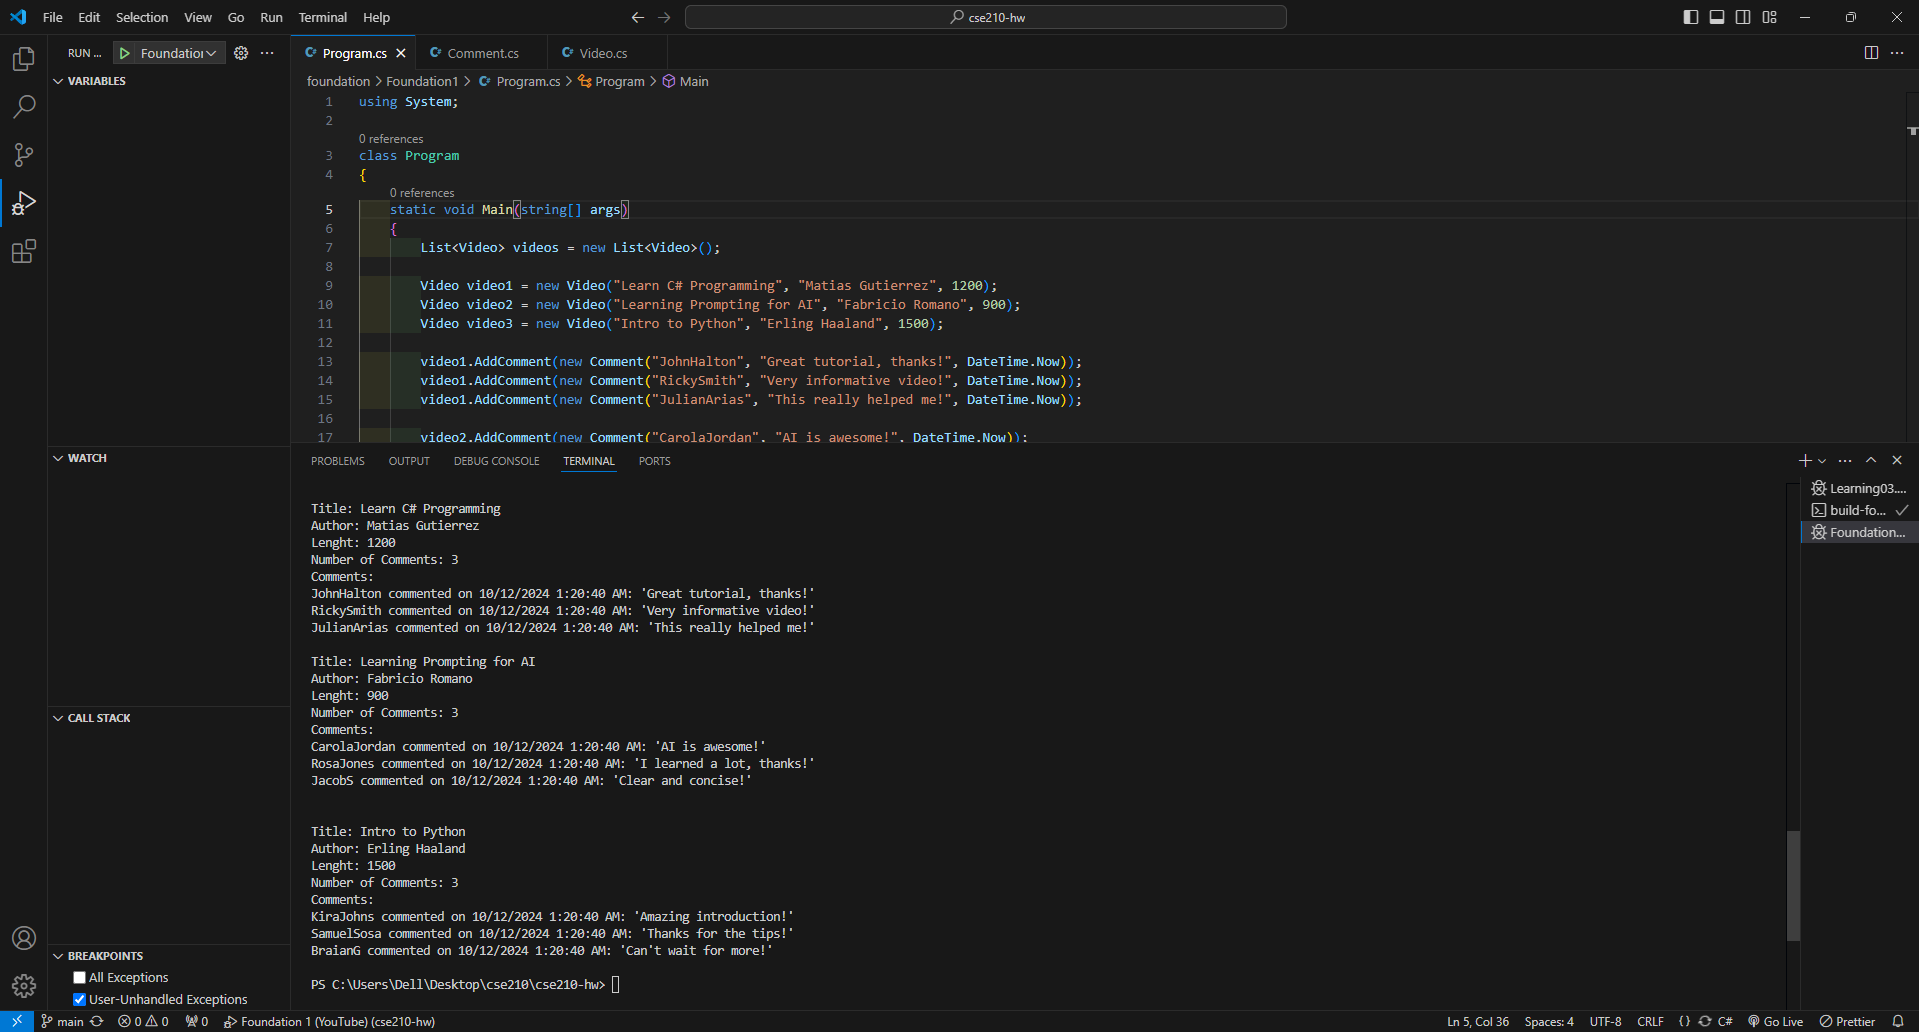 File Edit Selection View Go Run Terminal Help
cse210-hw
RUN ... Foundation
Program.cs Comment.cs Video.cs
foundation > Foundation1 > Program.cs > Program > Main
VARIABLES
1 using System;
2
0 references
3 class Program
4 {
0 references
5 static void Main(string[] args)
6 {
7 List<Video> videos = new List<Video>();
8
9 Video video1 = new Video("Learn C# Programming", "Matias Gutierrez", 1200);
10 Video video2 = new Video("Learning Prompting for AI", "Fabricio Romano", 900);
11 Video video3 = new Video("Intro to Python", "Erling Haaland", 1500);
12
13 video1.AddComment(new Comment("JohnHalton", "Great tutorial, thanks!", DateTime.Now));
14 video1.AddComment(new Comment("RickySmith", "Very informative video!", DateTime.Now));
15 video1.AddComment(new Comment("JulianArias", "This really helped me!", DateTime.Now));
16
17 video2.AddComment(new Comment("CarolaJordan", "AI is awesome!", DateTime.Now));
WATCH
CALL STACK
BREAKPOINTS
All Exceptions
User-Unhandled Exceptions
PROBLEMS OUTPUT DEBUG CONSOLE TERMINAL PORTS
Title: Learn C# Programming
Author: Matias Gutierrez
Lenght: 1200
Number of Comments: 3
Comments:
JohnHalton commented on 10/12/2024 1:20:40 AM: 'Great tutorial, thanks!'
RickySmith commented on 10/12/2024 1:20:40 AM: 'Very informative video!'
JulianArias commented on 10/12/2024 1:20:40 AM: 'This really helped me!'
Title: Learning Prompting for AI
Author: Fabricio Romano
Lenght: 900
Number of Comments: 3
Comments:
CarolaJordan commented on 10/12/2024 1:20:40 AM: 'AI is awesome!'
RosaJones commented on 10/12/2024 1:20:40 AM: 'I learned a lot, thanks!'
JacobS commented on 10/12/2024 1:20:40 AM: 'Clear and concise!'
Title: Intro to Python
Author: Erling Haaland
Lenght: 1500
Number of Comments: 3
Comments:
KiraJohns commented on 10/12/2024 1:20:40 AM: 'Amazing introduction!'
SamuelSosa commented on 10/12/2024 1:20:40 AM: 'Thanks for the tips!'
BraianG commented on 10/12/2024 1:20:40 AM: 'Can't wait for more!'
PS C:\Users\Dell\Desktop\cse210\cse210-hw>
Learning03....
build-fo...
Foundation...
main 0 0 0 Foundation 1 (YouTube) (cse210-hw) Ln 5, Col 36 Spaces: 4 UTF-8 CRLF {} C# Go Live Prettier